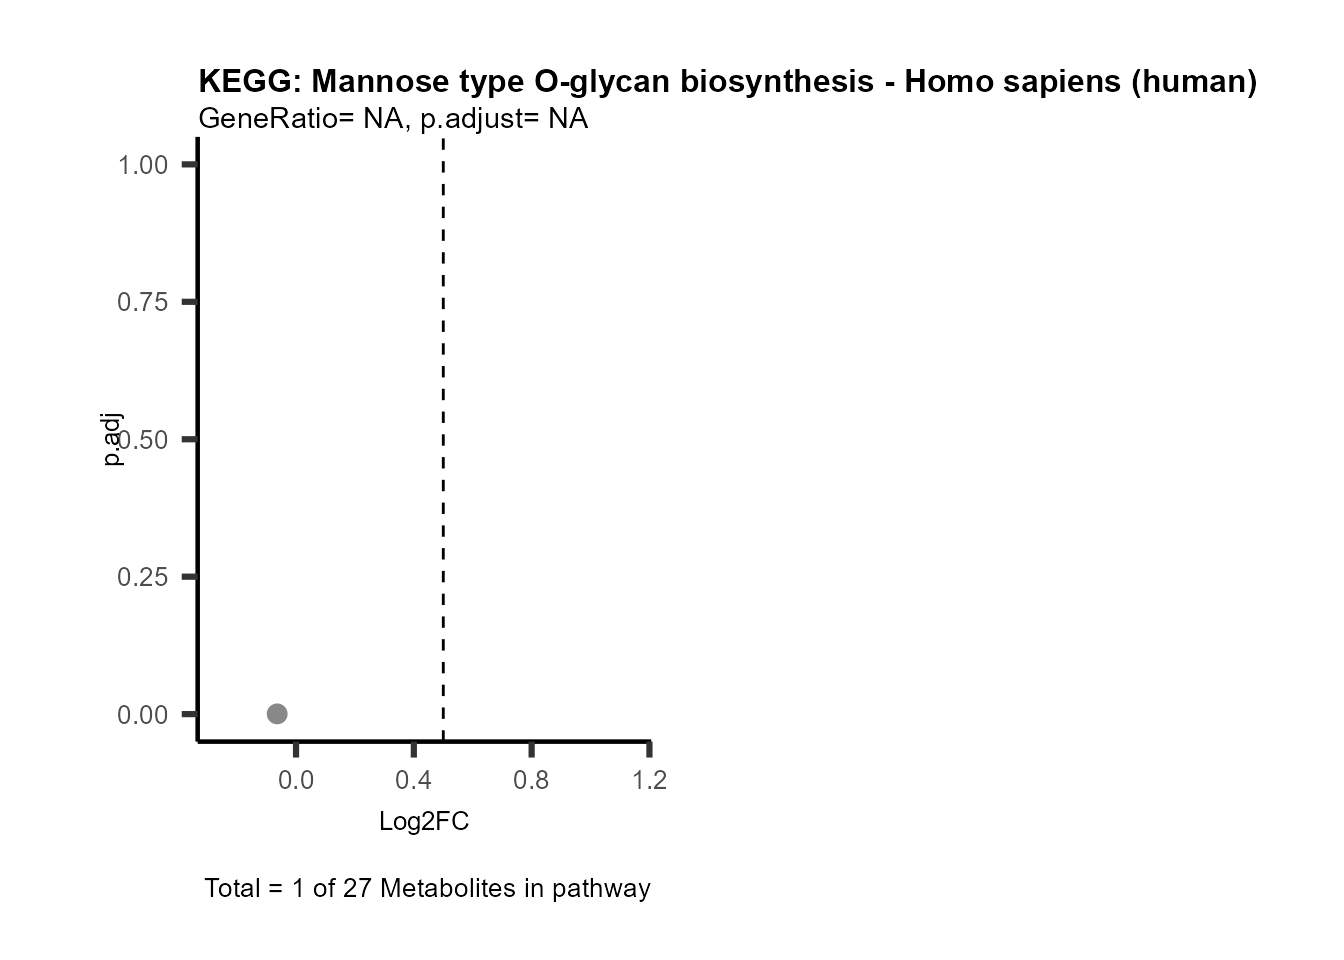 KEGG: Mannose type O-glycan biosynthesis - Homo sapiens (human)
GeneRatio= NA, p.adjust= NA
1.00
0.75
p.adj
0.50
0.25
0.00
0.0 0.4 0.8 1.2
Log2FC
Total = 1 of 27 Metabolites in pathway